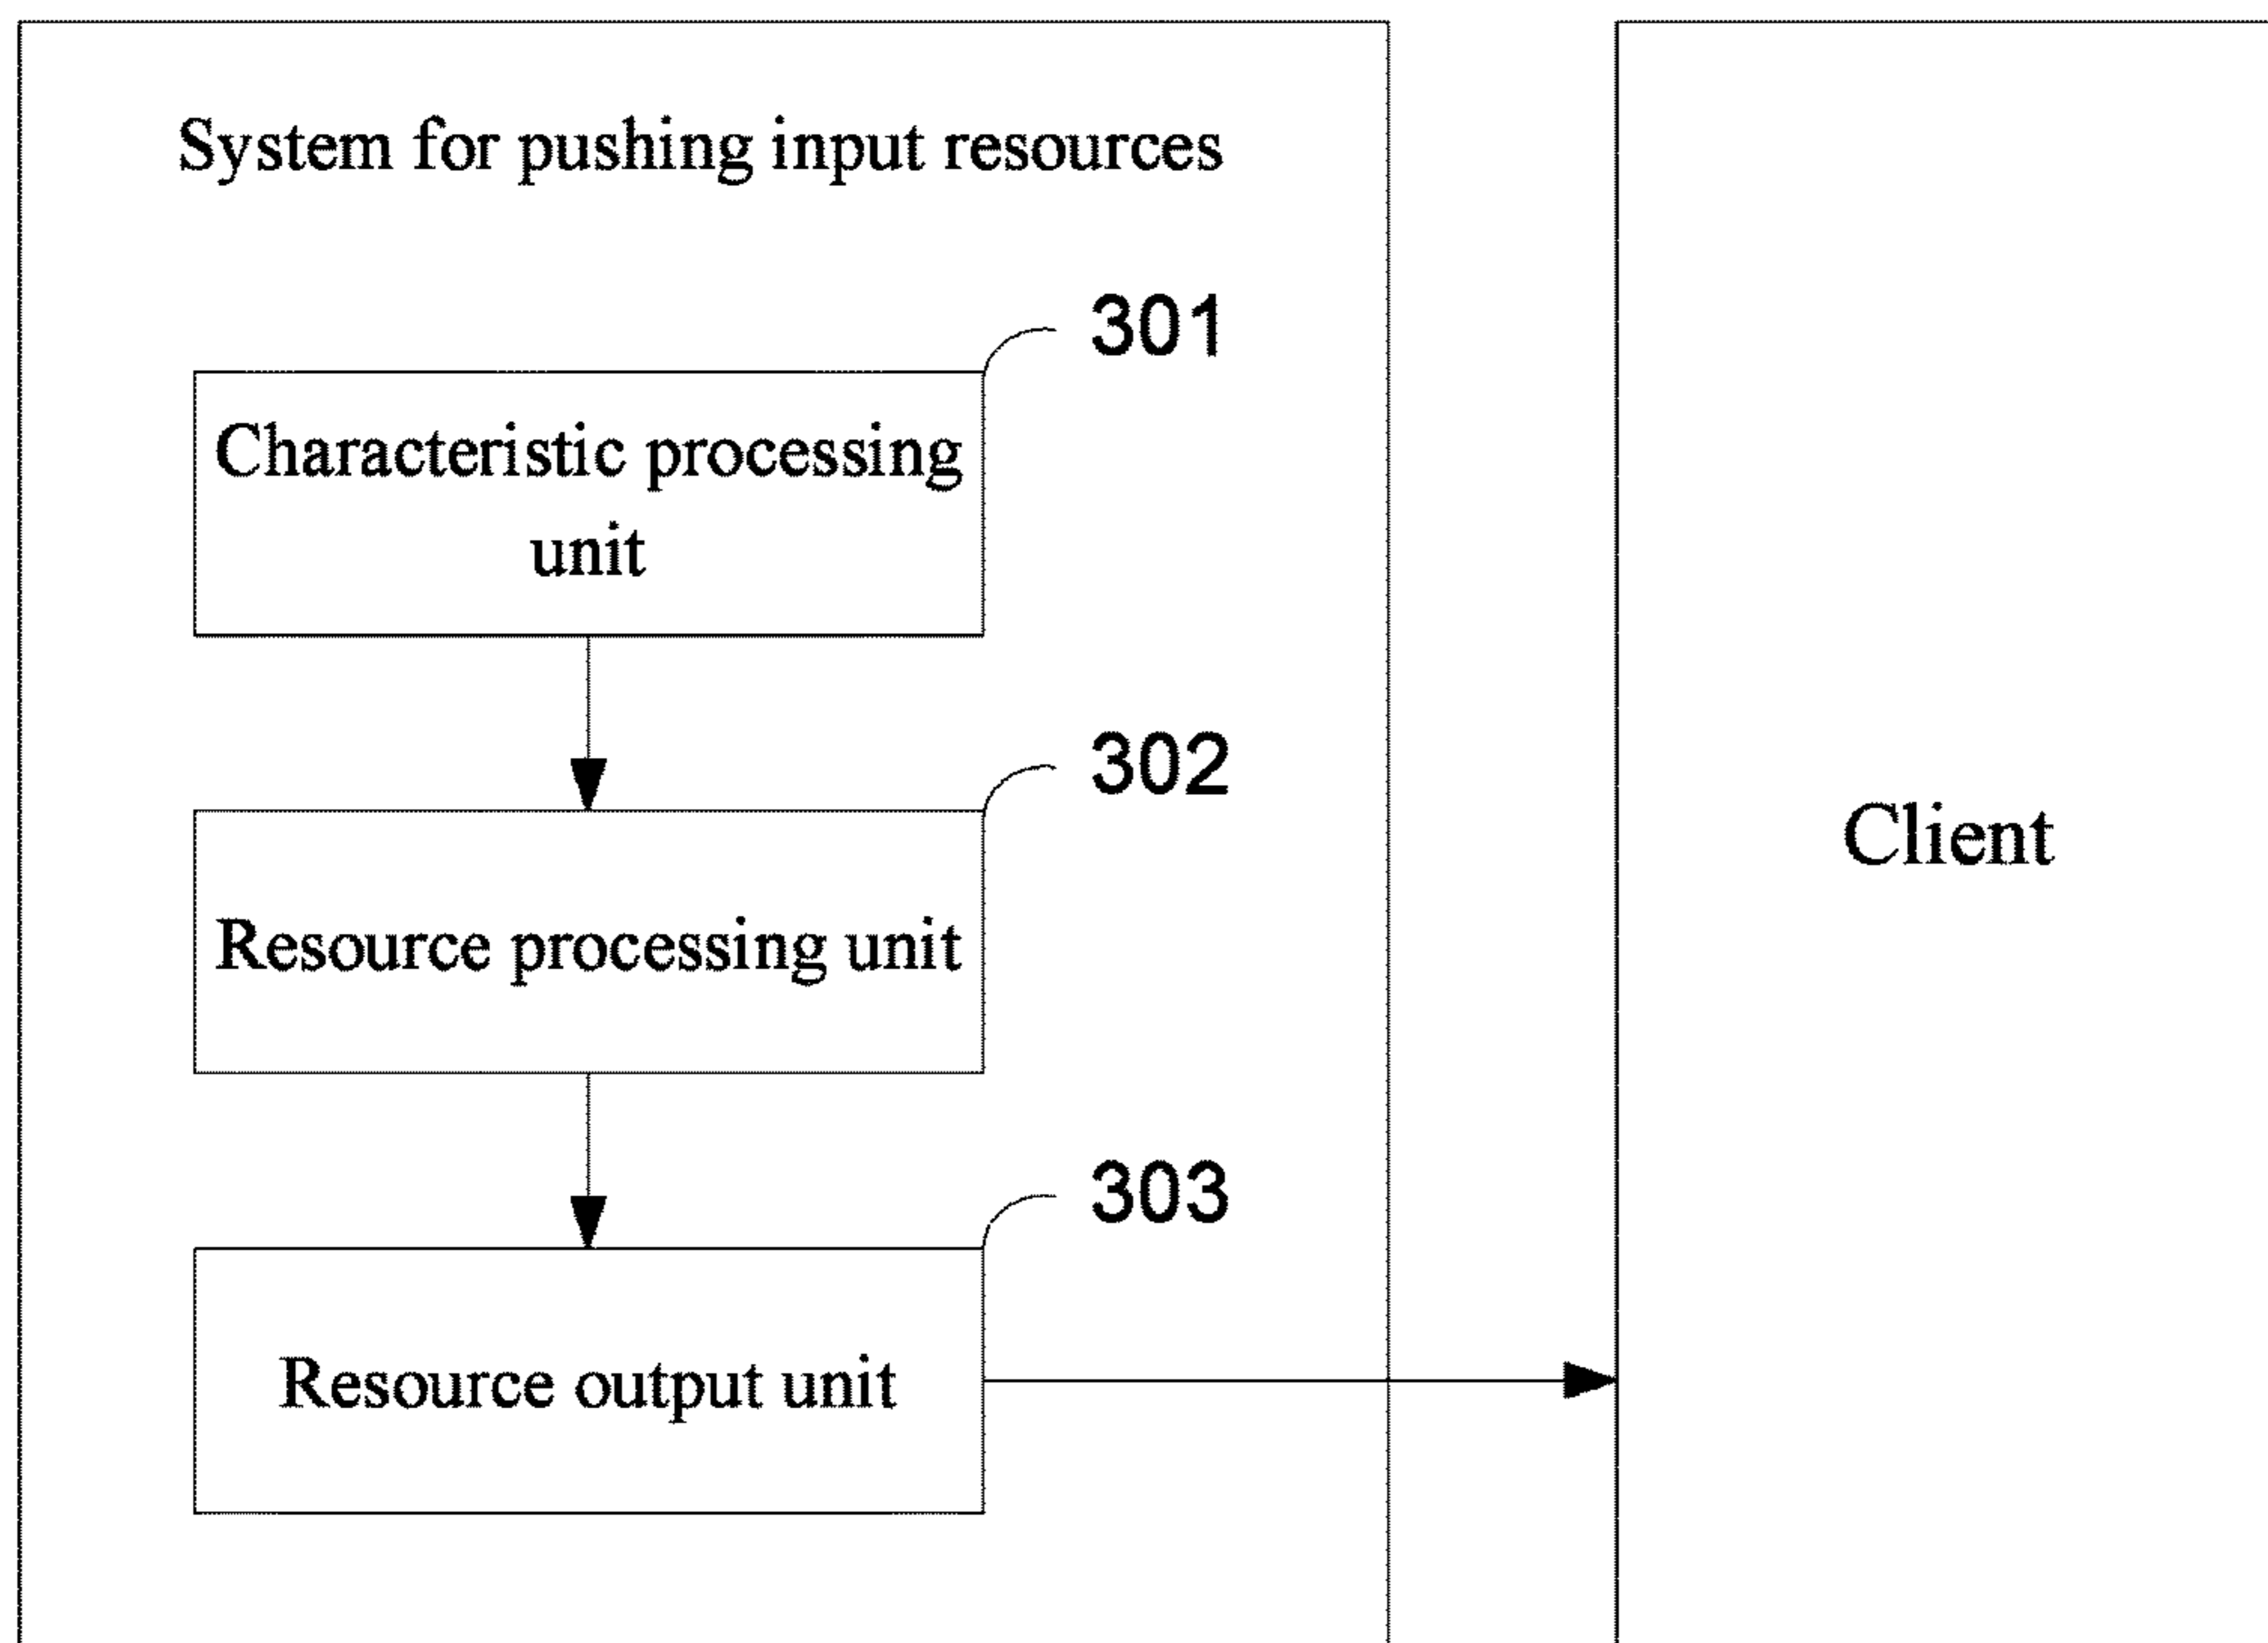 System for pushing input resources
301
Characteristic processing
unit
302
Resource processing unit
303
Resource output unit
Client